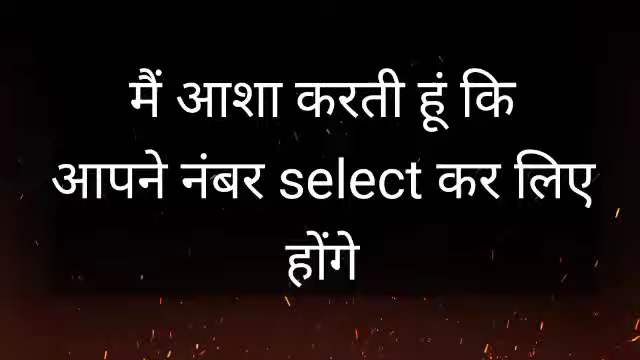 मैं आशा करती हूं कि
आपने नंबर select कर लिए
होंगे